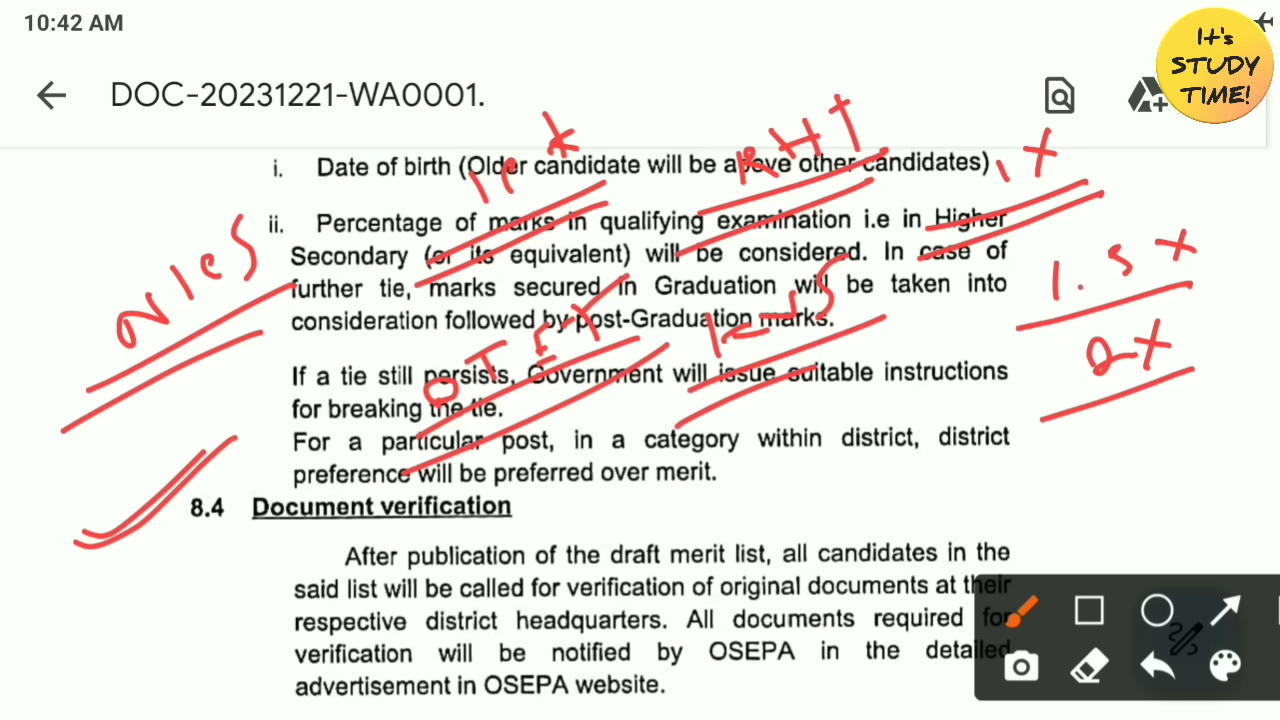 10:42 AM
It's
STUDY
TIME!
DOC-20231221-WA0001.
i. Date of birth (Older candidate will be above other candidates)
ii. Percentage of marks in qualifying examination i.e in Higher
Secondary (or its equivalent) will be considered. In case of
further tie, marks secured in Graduation will be taken into
consideration followed by post-Graduation marks.
If a tie still persists, Government will issue suitable instructions
for breaking the tie.
For a particular post, in a category within district, district
preference will be preferred over merit.
8.4 Document verification
After publication of the draft merit list, all candidates in the
said list will be called for verification of original documents at their
respective district headquarters. All documents required for
verification will be notified by OSEPA in the detailed
advertisement in OSEPA website.
RHT
1.5x
2x
OTET